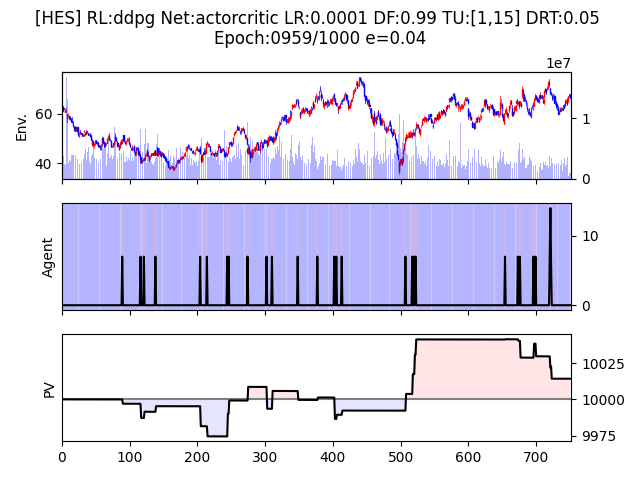 [HES] RL:ddpg Net:actorcritic LR:0.0001 DF:0.99 TU:[1,15] DRT:0.05
Epoch:0959/1000 e=0.04
1e7
Env.
60
40
1
0
Agent
10
0
PV
10025
10000
9975
0 100 200 300 400 500 600 700